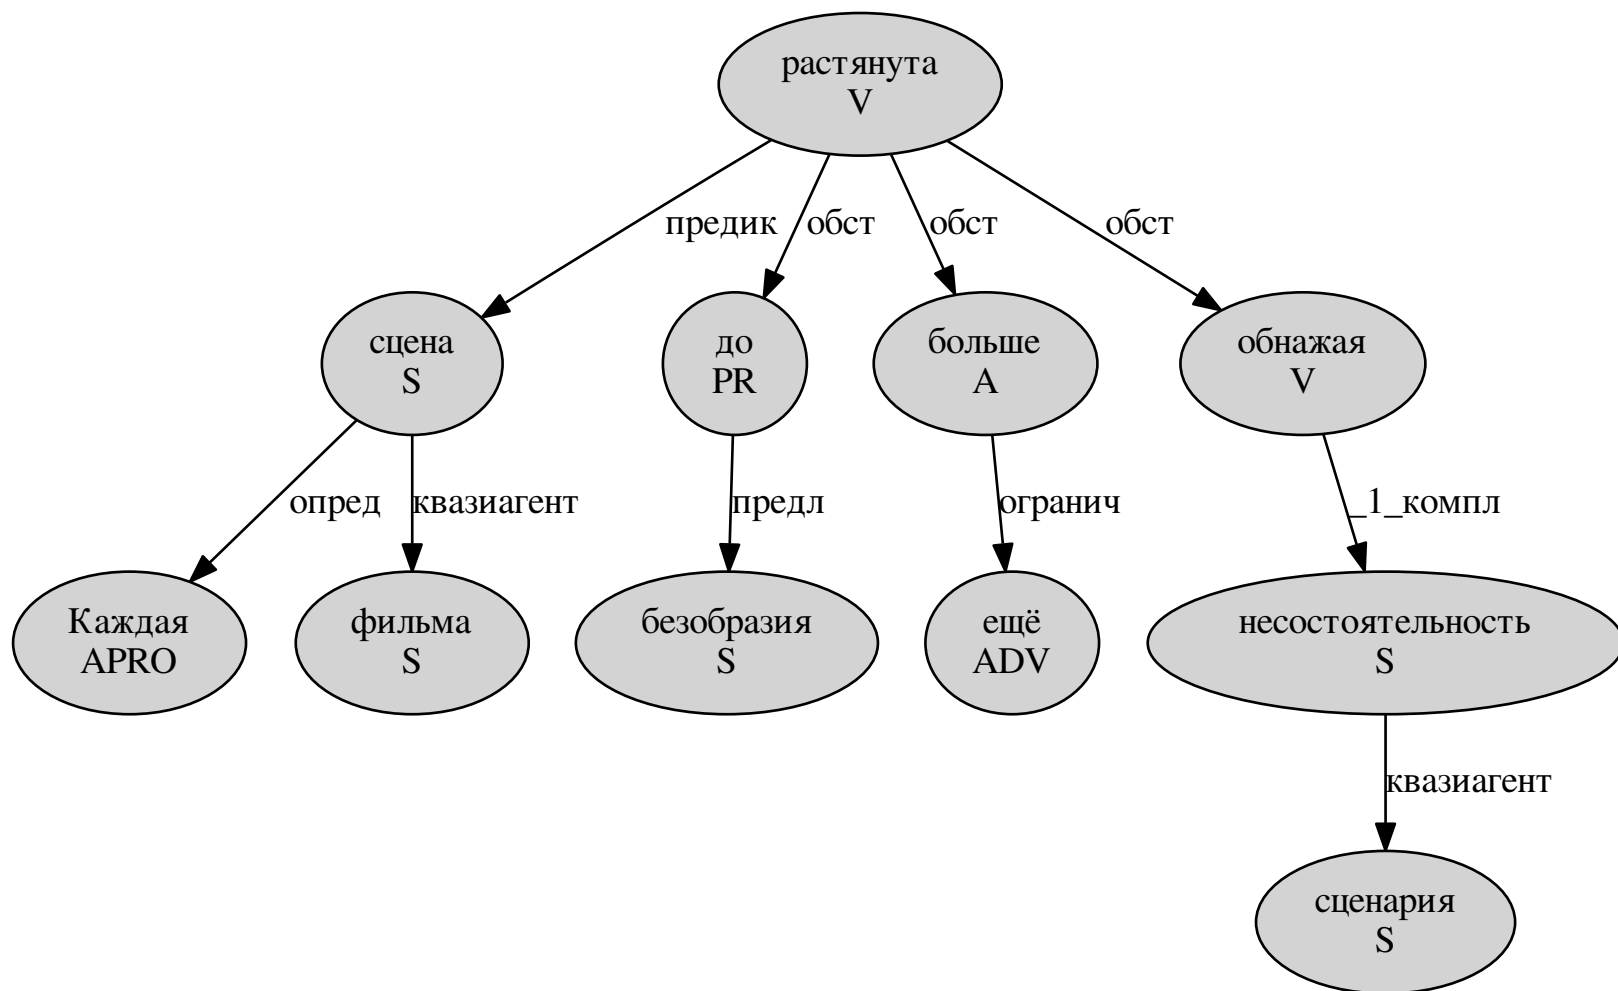 растянута
V
предик
обст
обст
обст
сцена
S
до
PR
больше
A
обнажая
V
опред
квазиагент
предл
огранич
_1_компл
Каждая
APRO
фильма
S
безобразия
S
ещё
ADV
несостоятельность
S
квазиагент
сценария
S